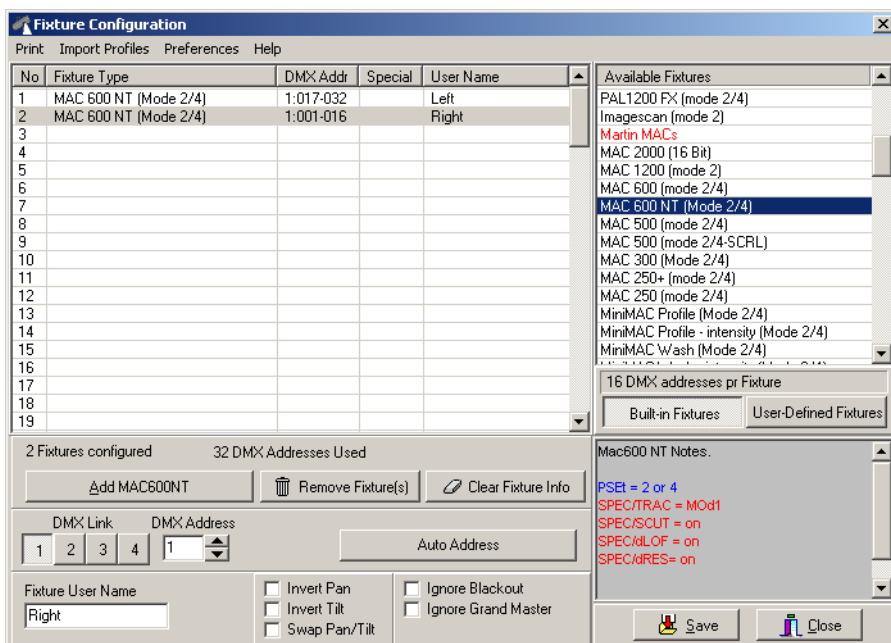 Fixture Configuration
Print Import Profiles Preferences Help
No Fixture Type DMX Addr Special User Name
1 MAC 600 NT (Mode 2/4) 1:017-032 Left
2 MAC 600 NT (Mode 2/4) 1:001-016 Right
3
4
5
6
7
8
9
10
11
12
13
14
15
16
17
18
19
Available Fixtures
PAL1200 FX (mode 2/4)
Imagescan (mode 2)
Martin MACs
MAC 2000 (16 Bit)
MAC 1200 (mode 2)
MAC 600 (mode 2/4)
MAC 600 NT (Mode 2/4)
MAC 500 (mode 2/4)
MAC 500 (mode 2/4-SCRL)
MAC 300 (Mode 2/4)
MAC 250+ (mode 2/4)
MAC 250 (mode 2/4)
MiniMAC Profile (Mode 2/4)
MiniMAC Profile - intensity (Mode 2/4)
MiniMAC Wash (Mode 2/4)
16 DMX addresses pr Fixture
Built-in Fixtures User-Defined Fixtures
2 Fixtures configured 32 DMX Addresses Used
Add MAC600NT Remove Fixture(s) Clear Fixture Info
DMX Link DMX Address
1 2 3 4 1 Auto Address
Fixture User Name
Right
Invert Pan
Invert Tilt
Swap Pan/Tilt
Ignore Blackout
Ignore Grand Master
Mac600 NT Notes.
PSEt = 2 or 4
SPEC/TRAC = MOd1
SPEC/SCUT = on
SPEC/dLOF = on
SPEC/dRES= on
Save Close